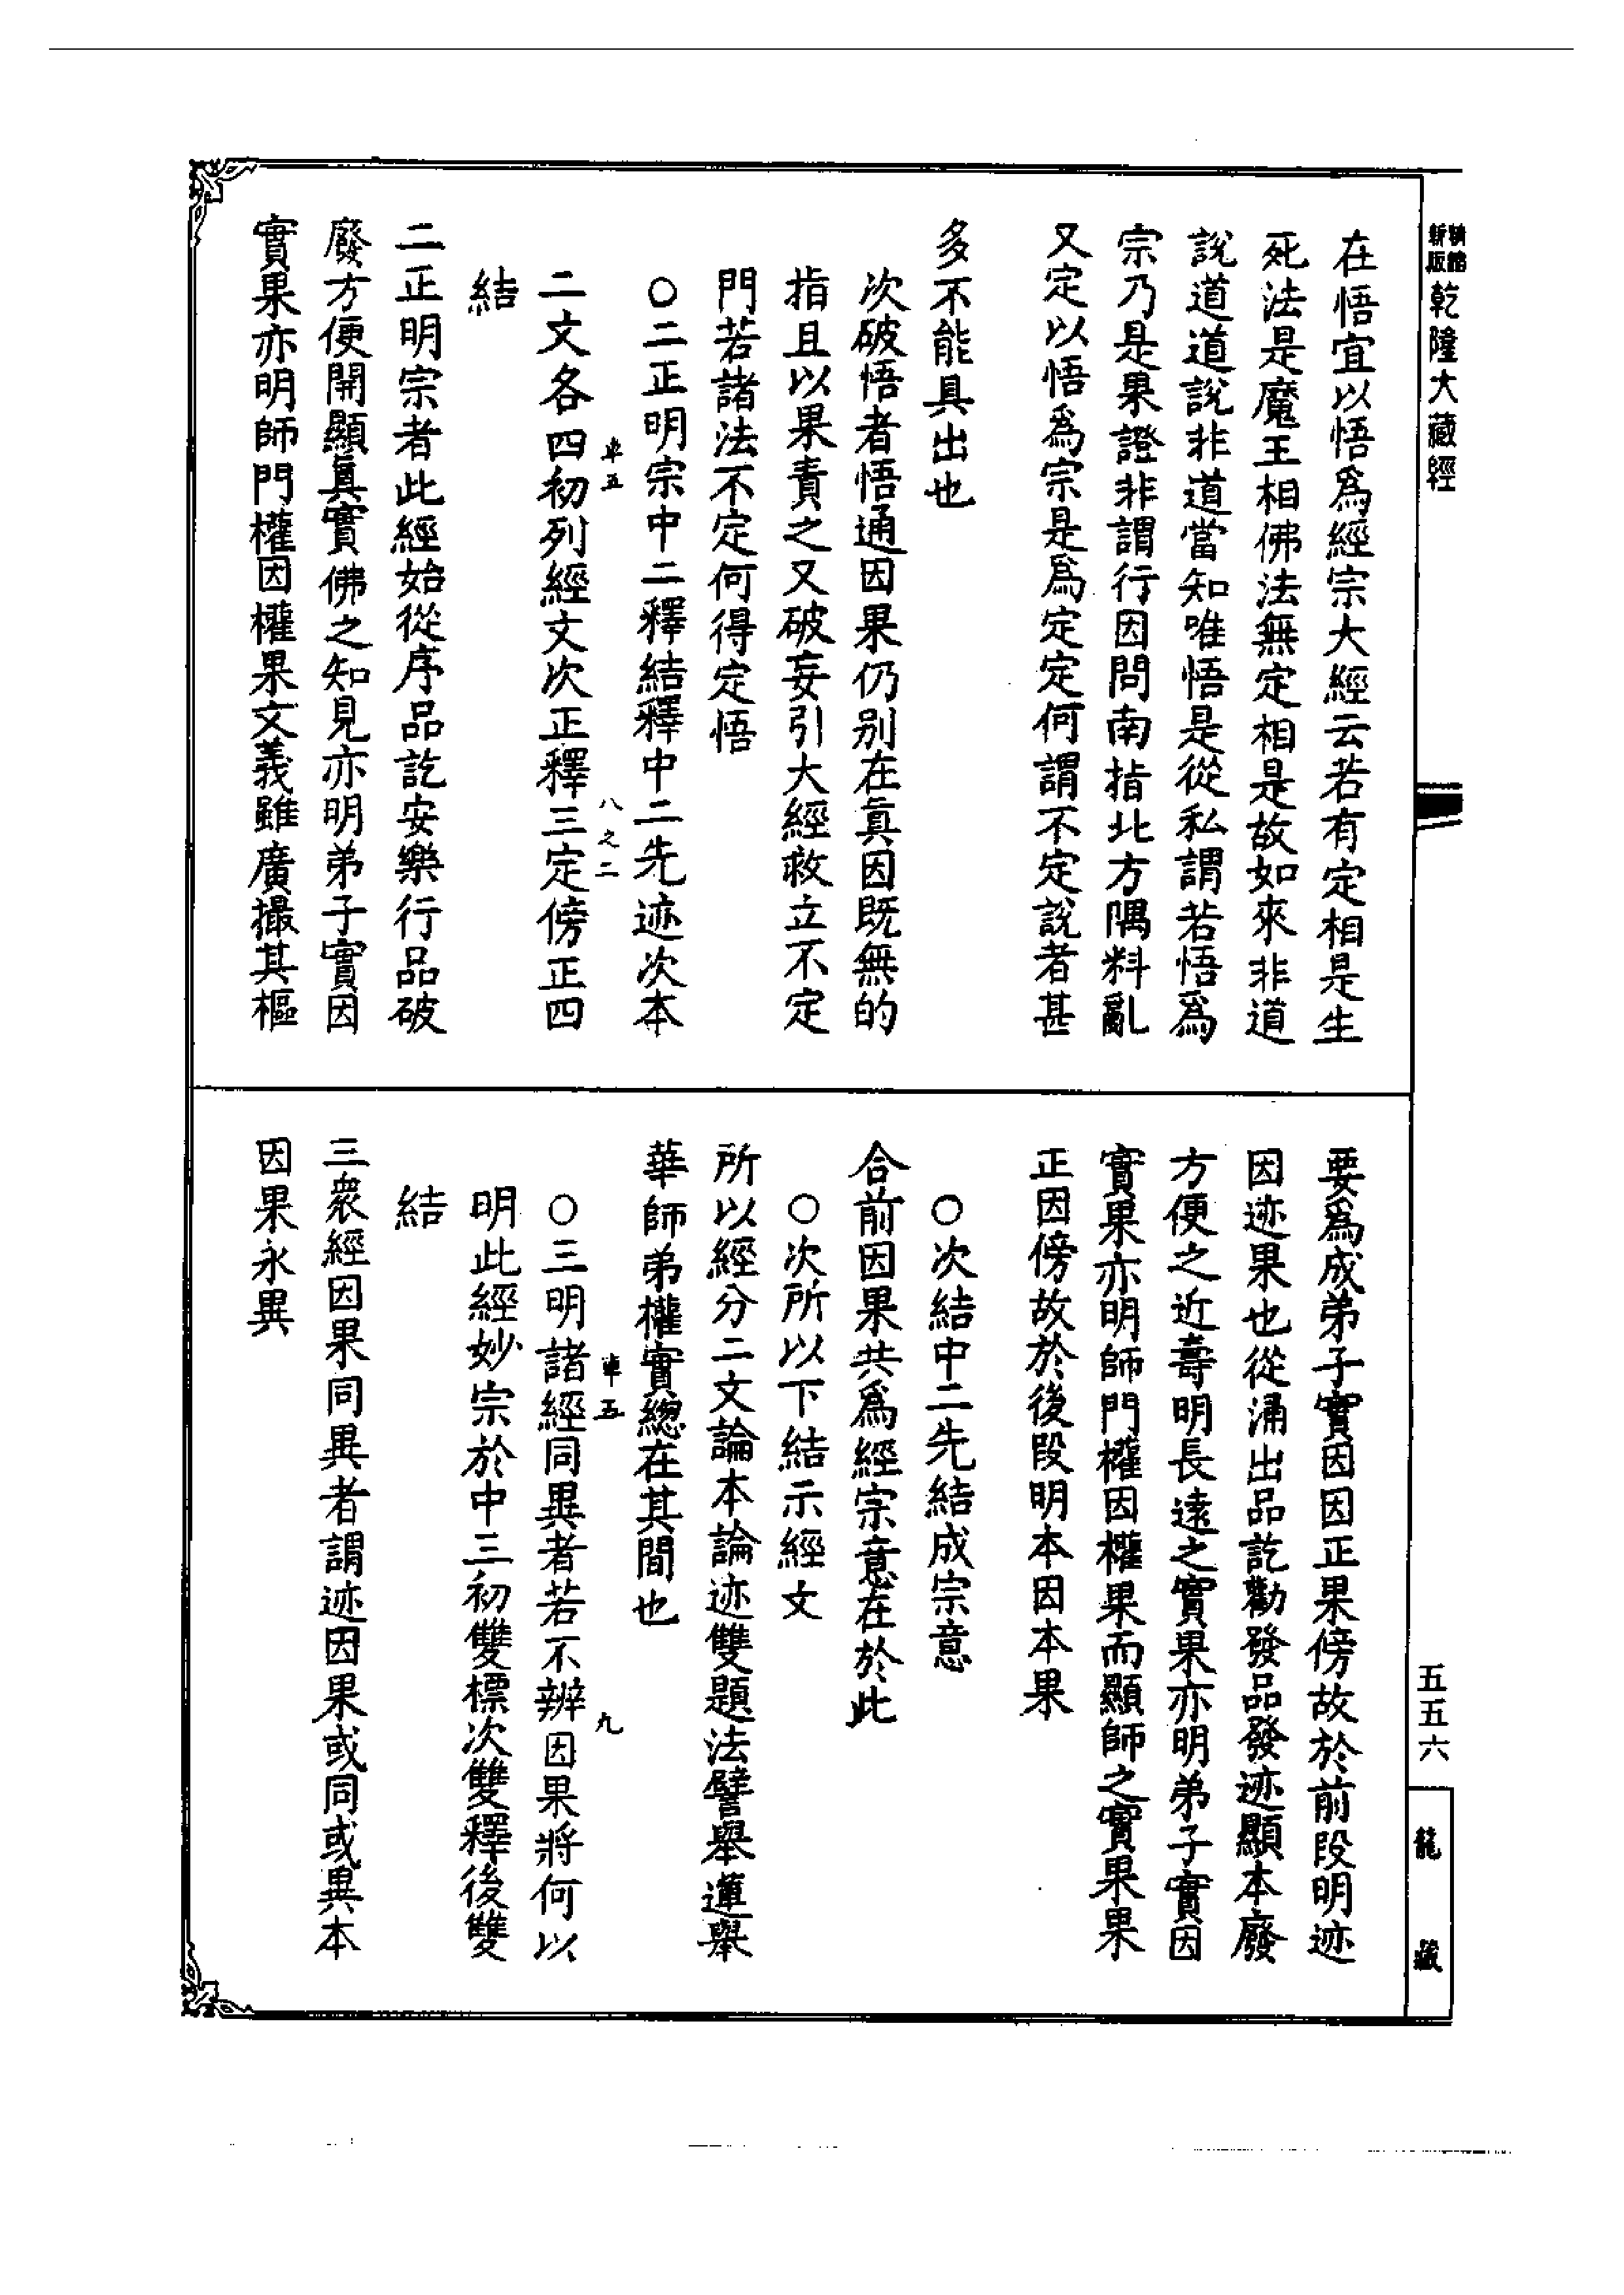 新版精縮乾隆大藏經
在悟宜以悟爲經宗大經云若有定相是生
死法是魔王相佛法無定相是故如來非道
說道道說非道當知唯悟是從私謂若悟爲
宗乃是果證非謂行因問南指北方隅料亂
又定以悟爲宗是爲定定何謂不定說者甚
多不能具出也
次破悟者悟通因果仍別在眞因既無的
指且以果責之又破妄引大經救立不定
門若諸法不定何得定悟
○二正明宗中二釋結釋中二先迹次本
車五 八之二
二文各四初列經文次正釋三定傍正四
結
二正明宗者此經始從序品訖安樂行品破
廢方便開顯眞實佛之知見亦明弟子實因
實果亦明師門權因權果文義雖廣撮其樞
要爲成弟子實因因正果傍故於前段明迹
因迹果也從涌出品訖勸發品發迹顯本廢
方便之近壽明長遠之實果亦明弟子實因
實果亦明師門權因權果而顯師之實果果
正因傍故於後段明本因本果
○次結中二先結成宗意
合前因果共爲經宗意在於此
○次所以下結示經文
所以經分二文論本論迹雙題法譬舉蓮舉
華師弟權實總在其間也
車五 九
○三明諸經同異者若不辨因果將何以
明此經妙宗於中三初雙標次雙釋後雙
結
三衆經因果同異者謂迹因果或同或異本
因果永異
五五六
龍藏